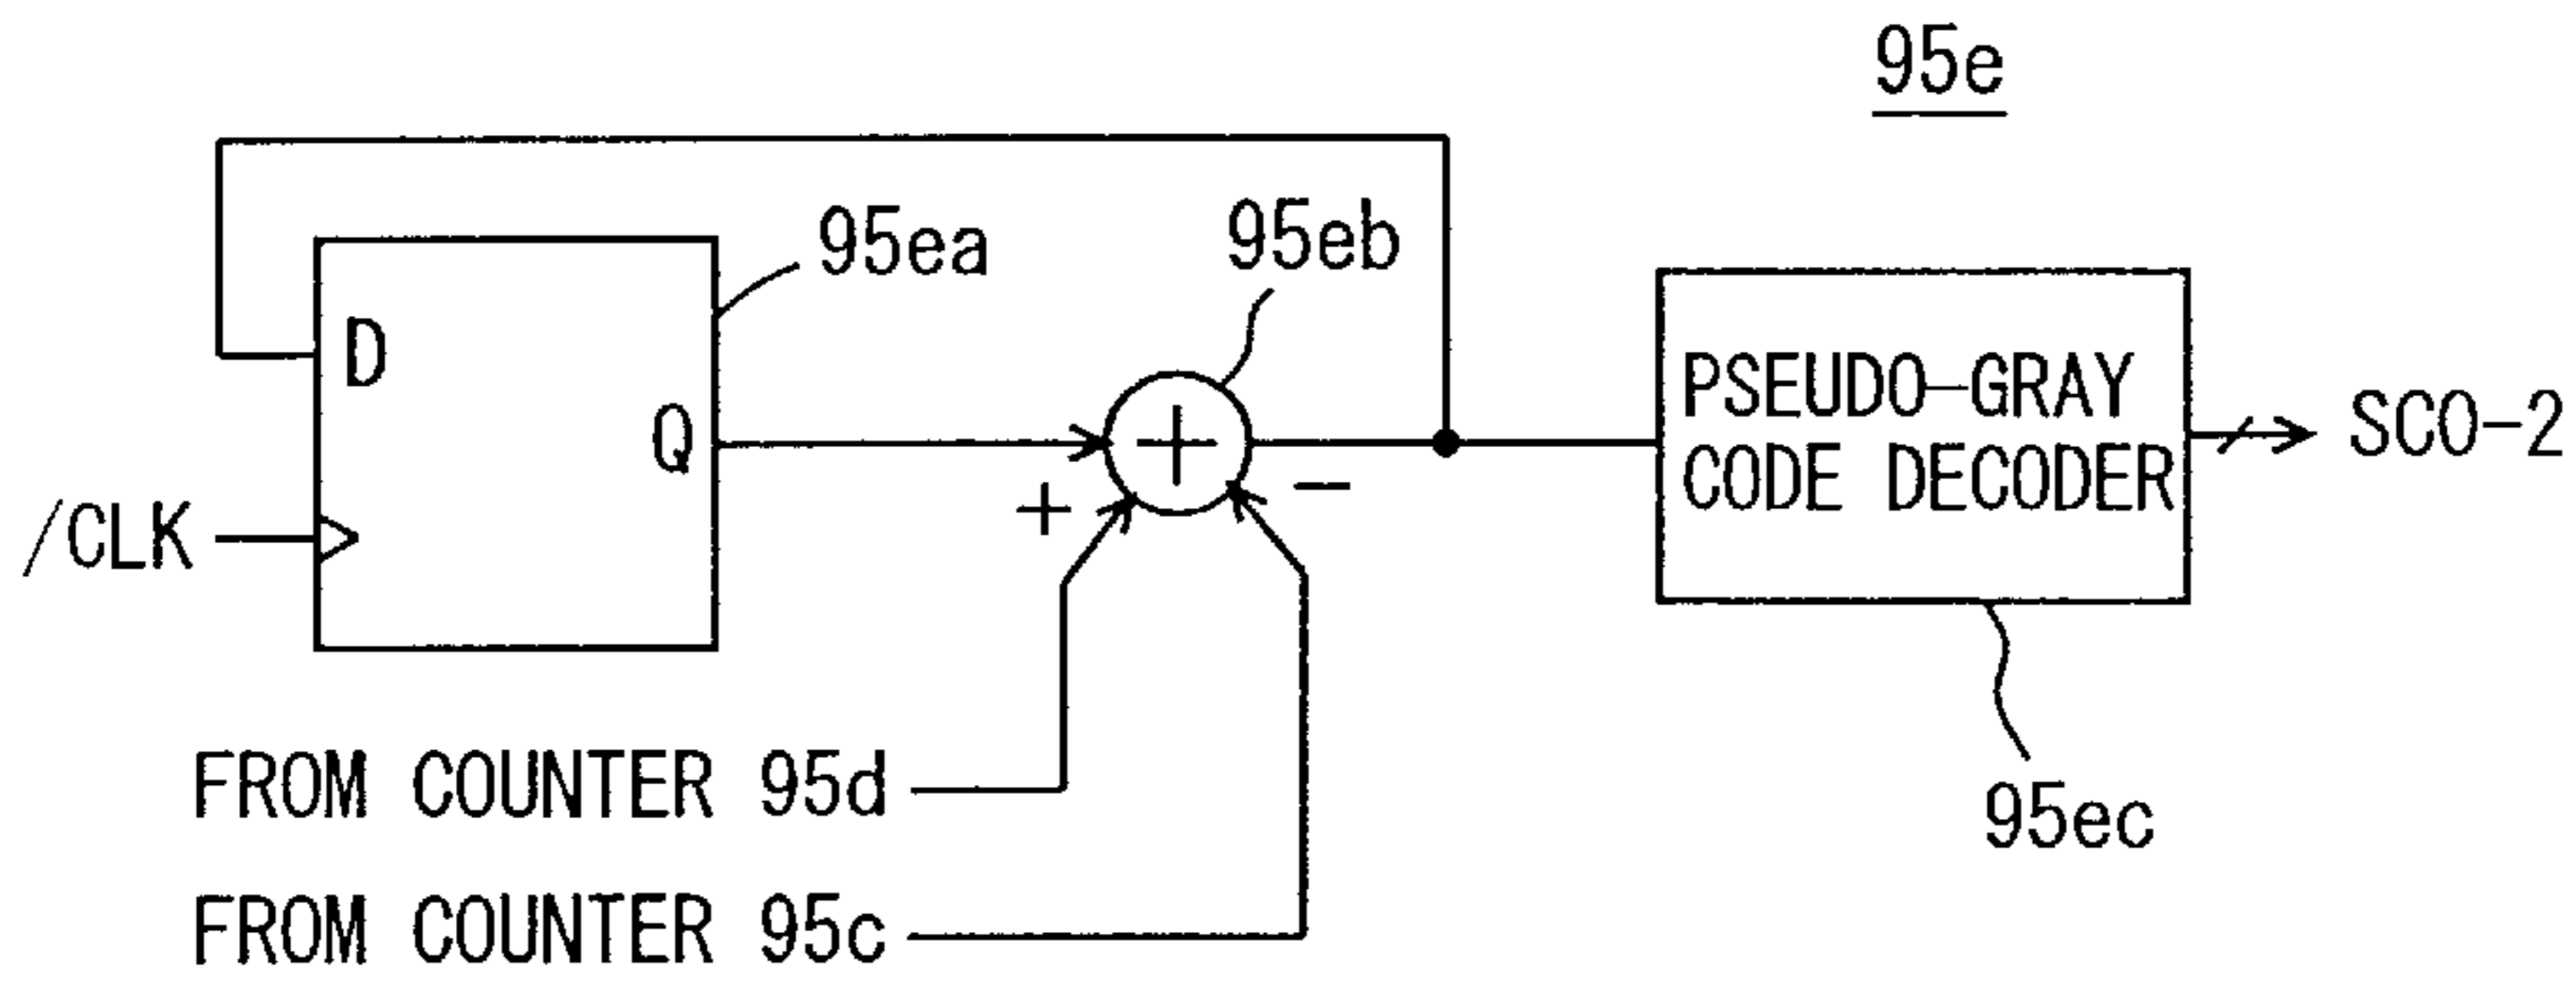 95e
95ea
95eb
D
Q
PSEUDO-GRAY
CODE DECODER
SCO-2
+
+
−
/CLK
FROM COUNTER 95d
95ec
FROM COUNTER 95c